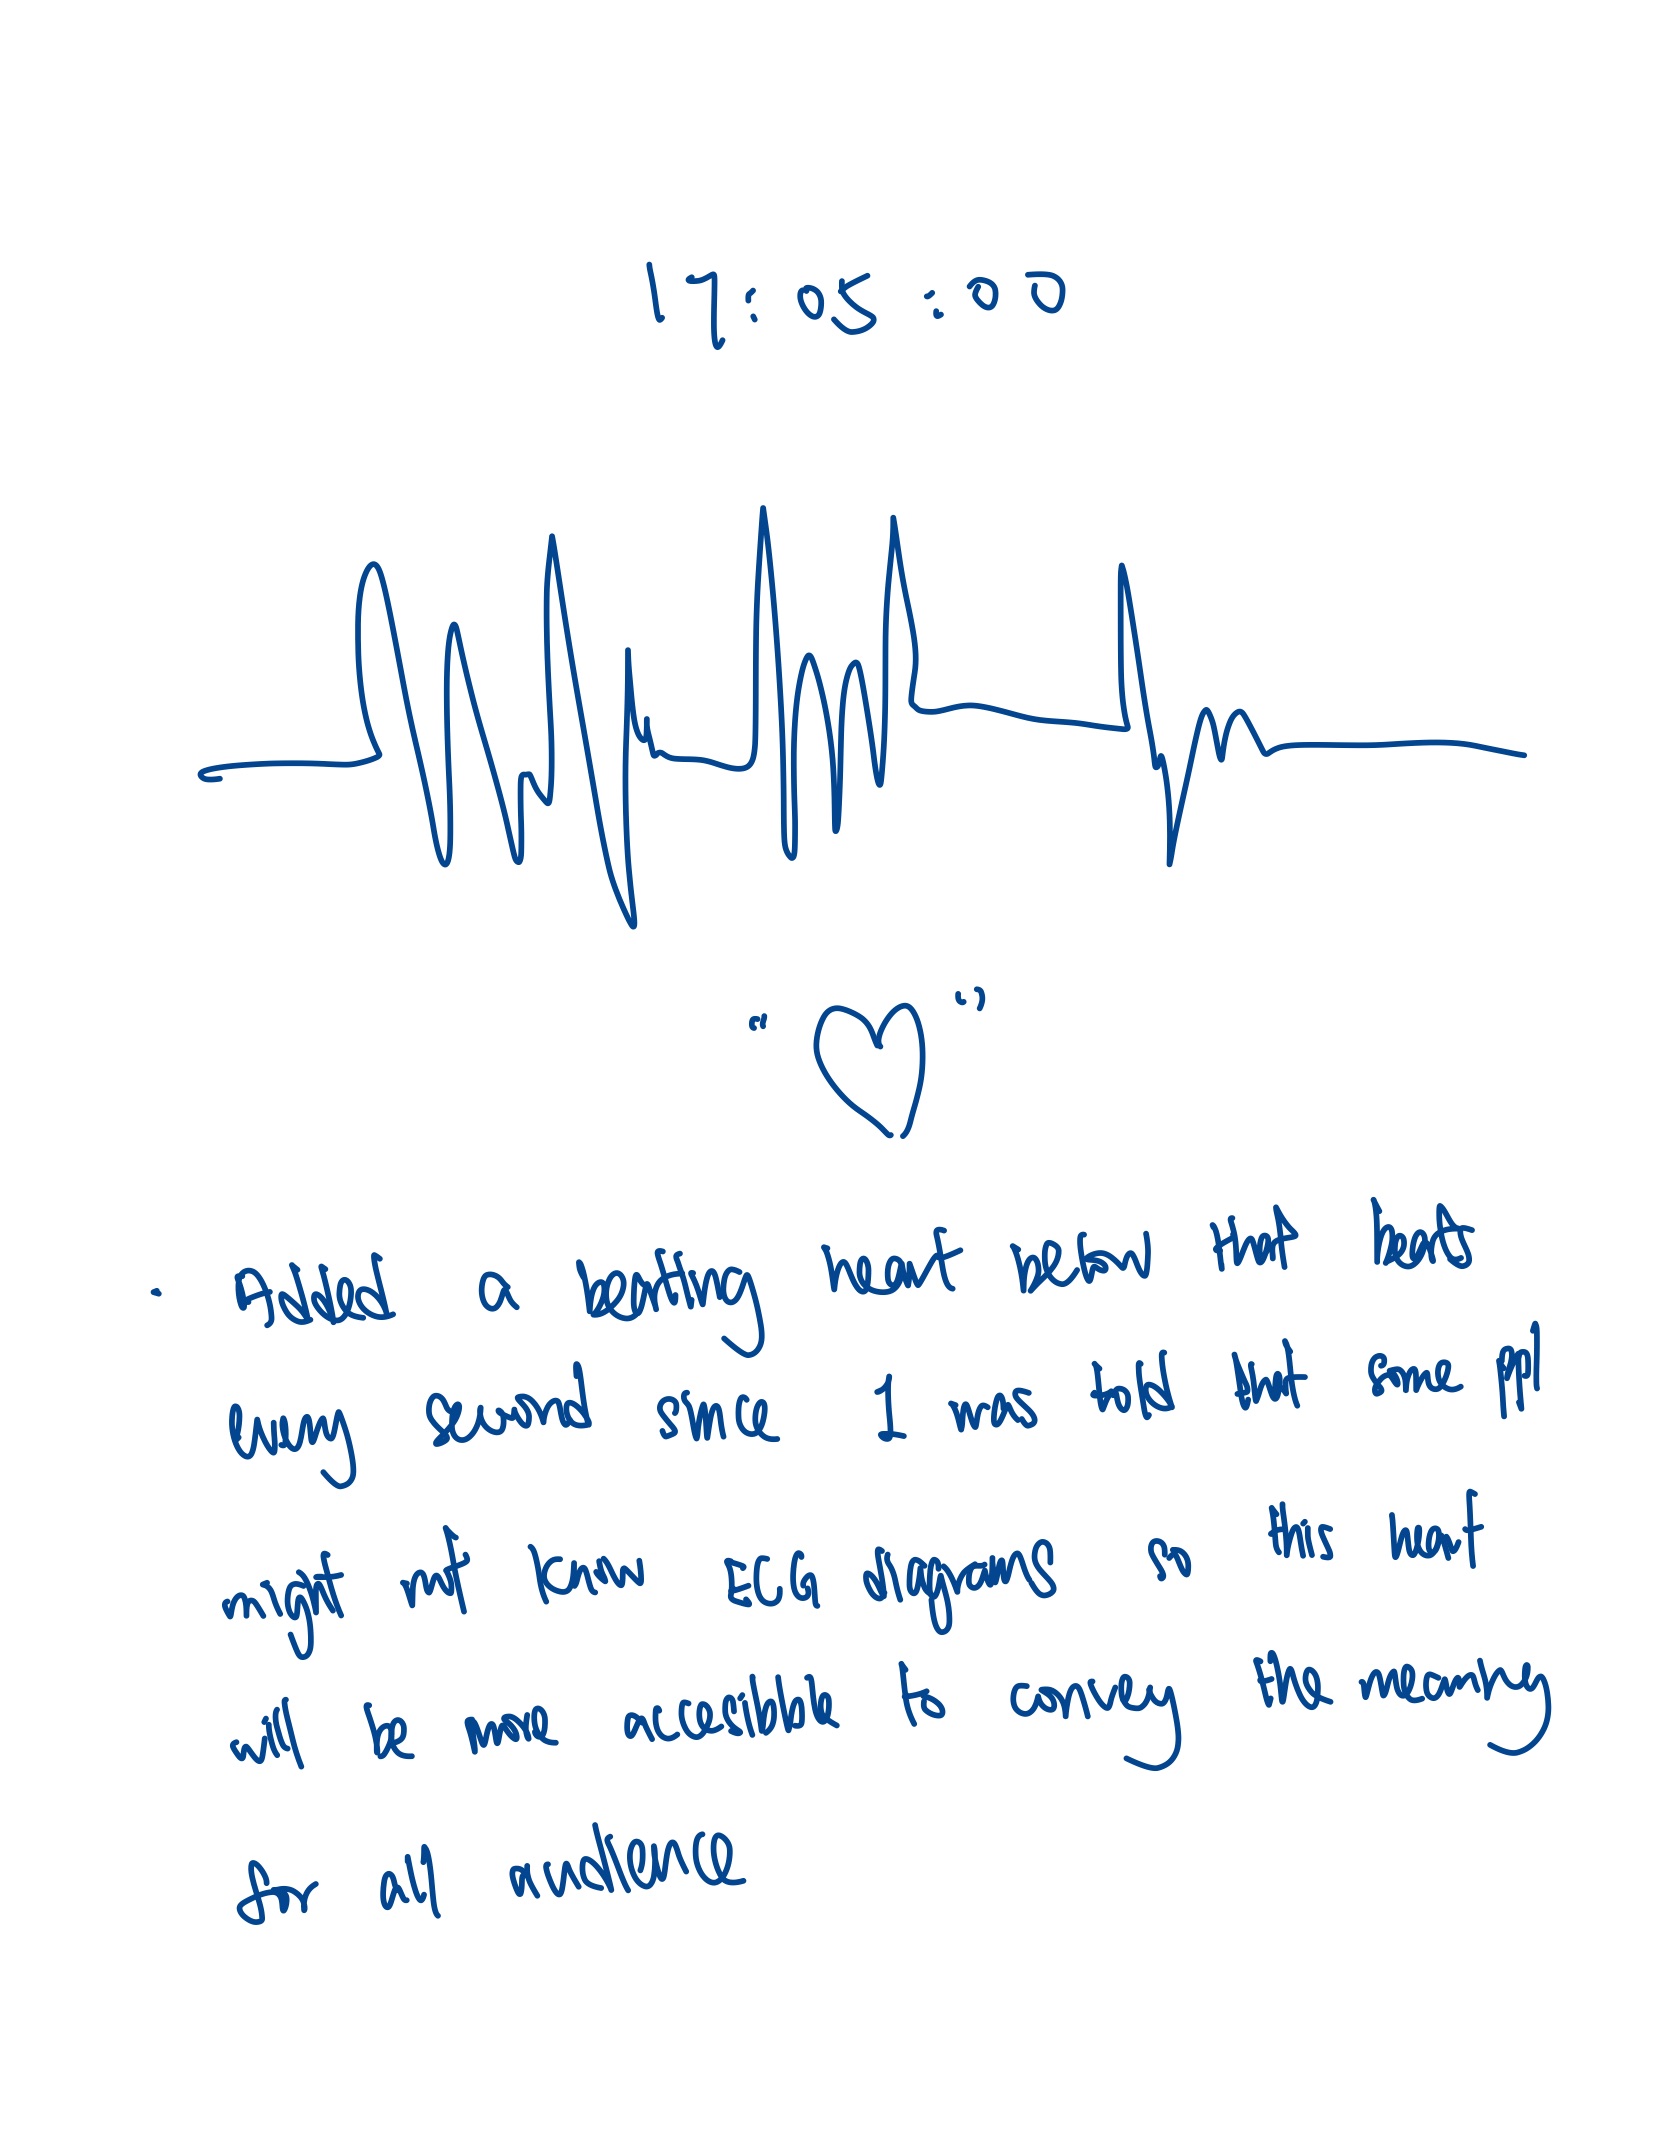 17:05:00
“ ”
· Added a beating heart below that beats
every second since I was told that some ppl
might not know ECG diagrams so this heart
will be more accesibble to convey the meaning
for all audience